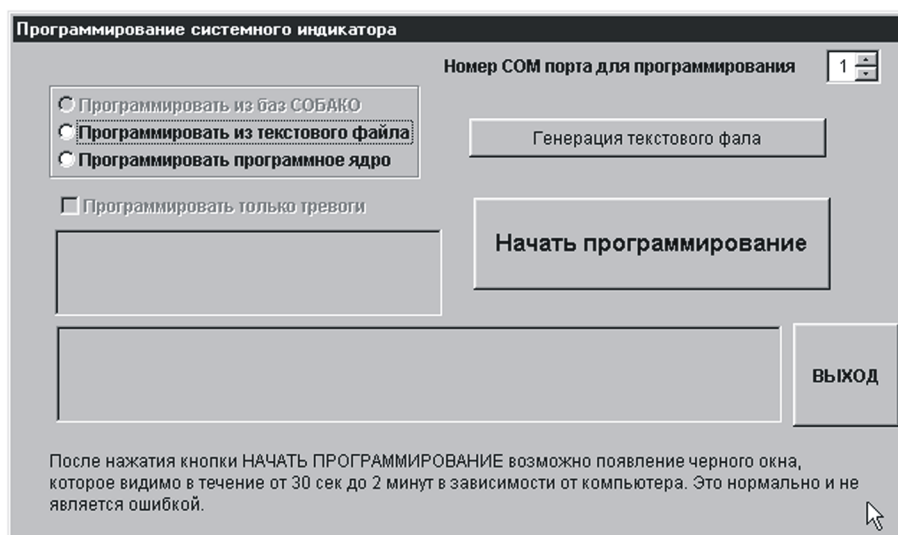 Программирование системного индикатора
Номер COM порта для программирования 1
Программировать из баз СОБАКО
Программировать из текстового файла
Программировать программное ядро
Генерация текстового фала
Программировать только тревоги
Начать программирование
ВЫХОД
После нажатия кнопки НАЧАТЬ ПРОГРАММИРОВАНИЕ возможно появление черного окна,
которое видимо в течение от 30 сек до 2 минут в зависимости от компьютера. Это нормально и не
является ошибкой.